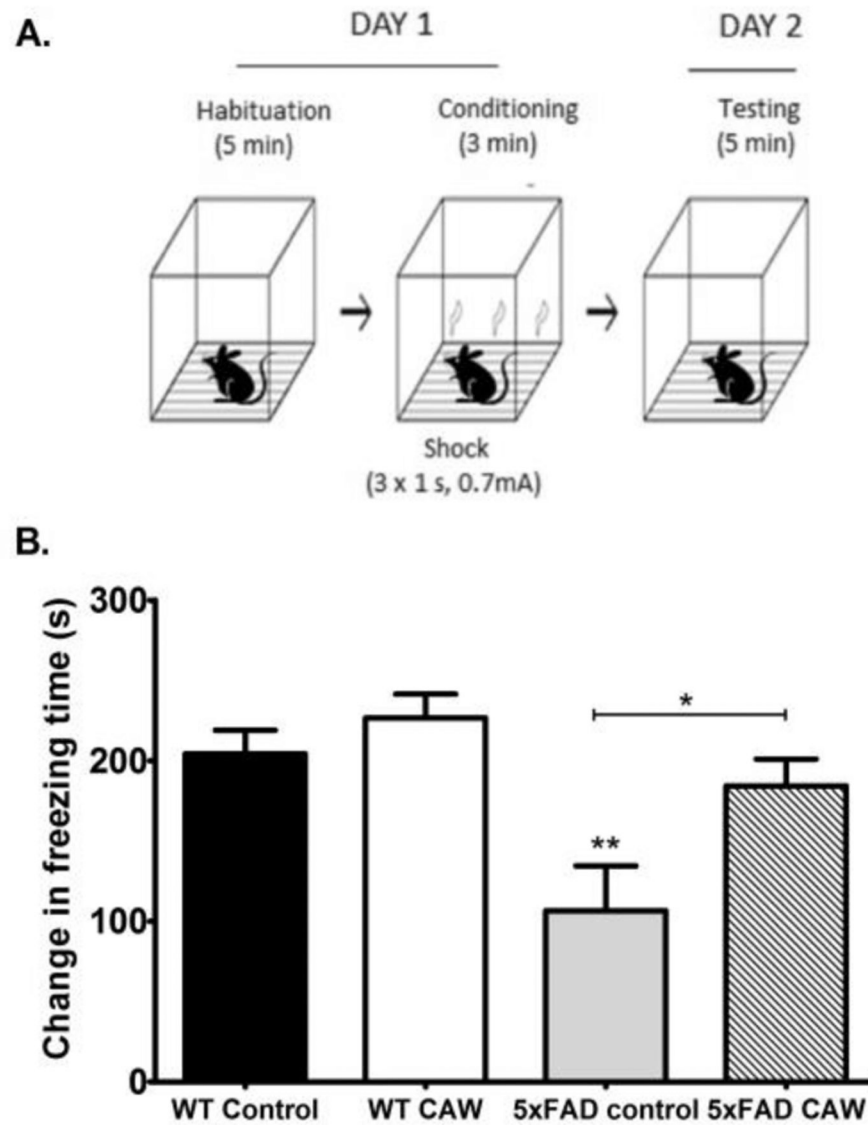 A.
DAY 1
DAY 2
Habituation
(5 min)
Conditioning
(3 min)
Testing
(5 min)
Shock
(3 x 1 s, 0.7mA)
B.
Change in freezing time (s)
300
200
100
0
*
**
WT Control
WT CAW
5xFAD control
5xFAD CAW